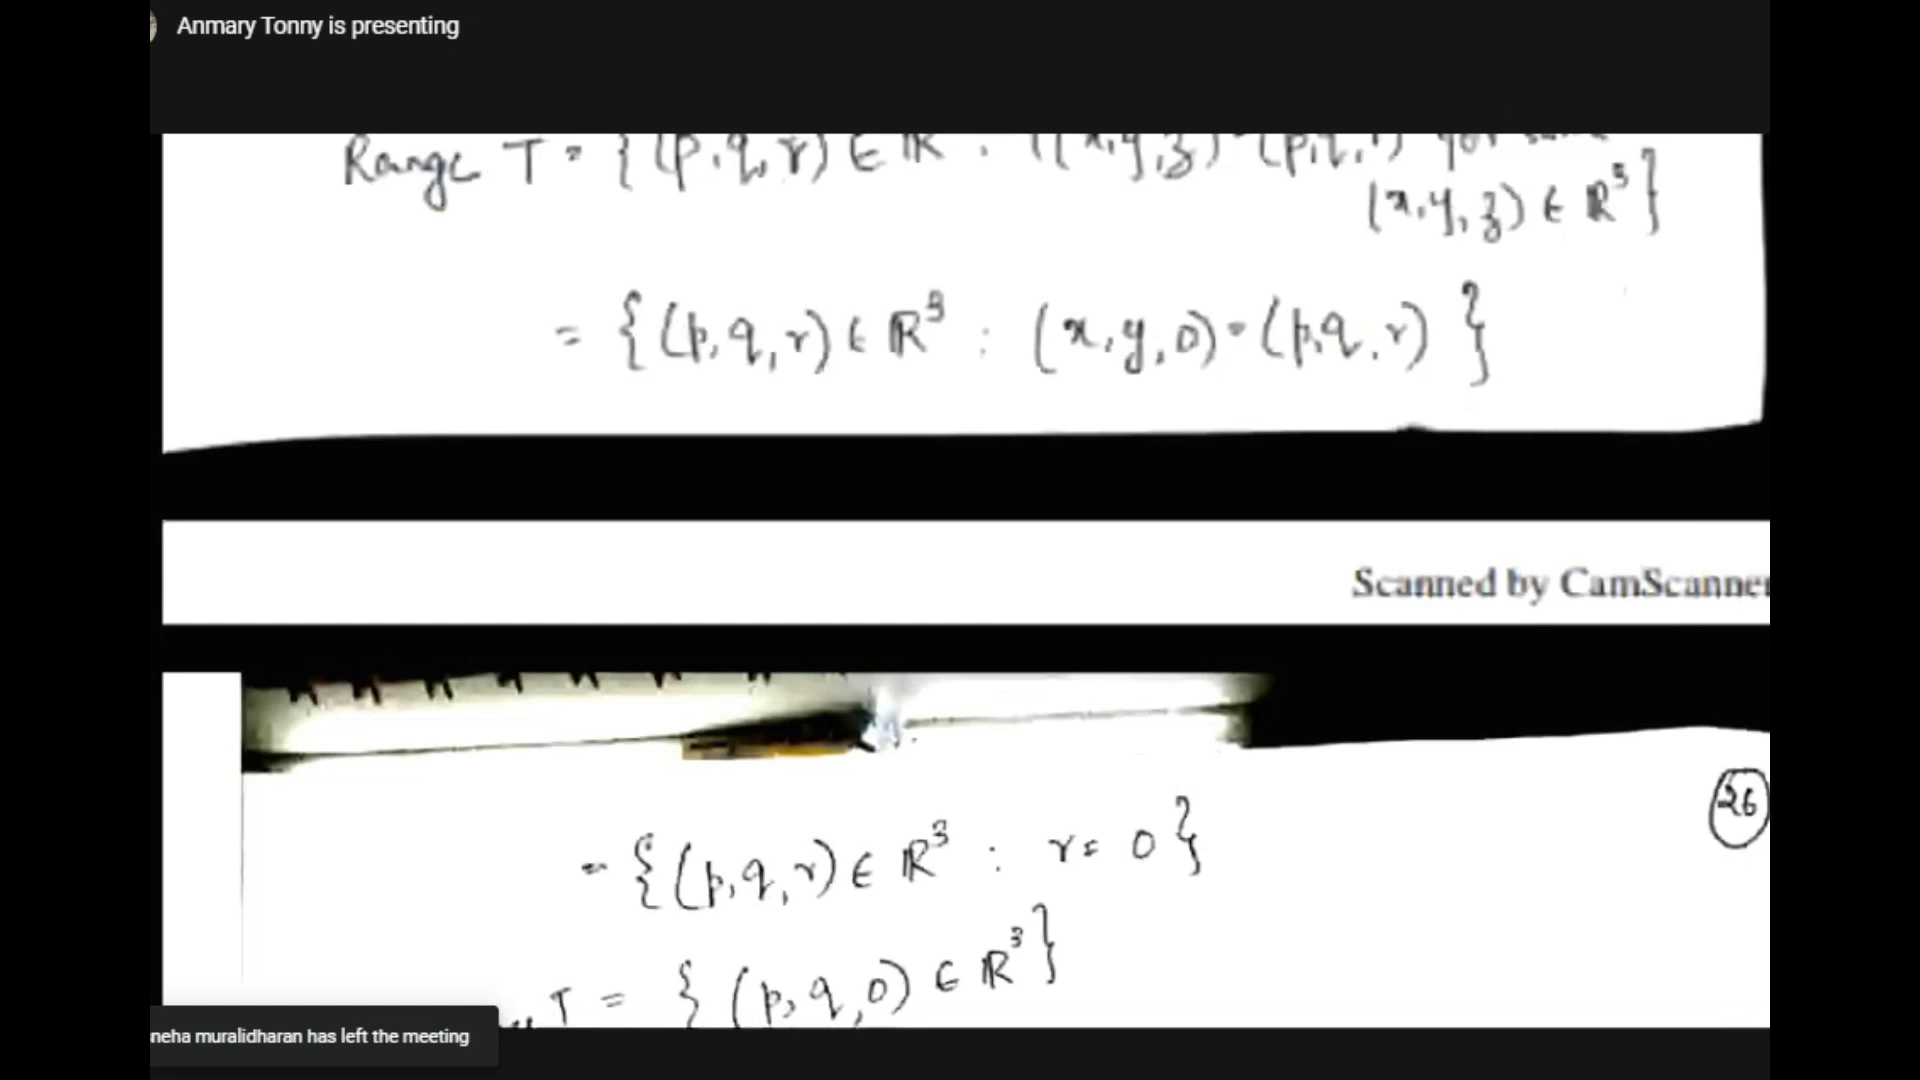 Anmary Tonny is presenting
Range T = {(p,q,r) ∈ R : T(x,y,z) = (p,q,r) for some
(x,y,z) ∈ R³}
= {(p,q,r) ∈ R³ : (x,y,0) = (p,q,r)}
Scanned by CamScanner
26
= {(p,q,r) ∈ R³ : r = 0}
T = {(p,q,0) ∈ R³}
neha muralidharan has left the meeting